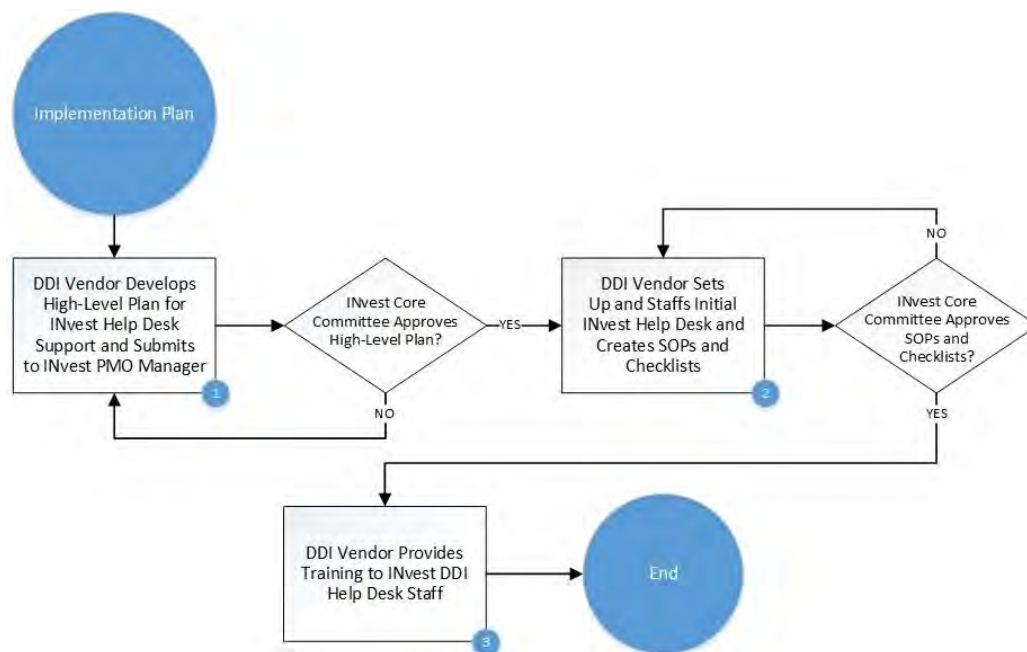 Implementation Plan
DDI Vendor Develops
High-Level Plan for
INvest Help Desk
Support and Submits
to INvest PMO Manager
1
INvest Core
Committee Approves
High-Level Plan?
YES
NO
DDI Vendor Sets
Up and Staffs Initial
INvest Help Desk and
Creates SOPs and
Checklists
2
NO
INvest Core
Committee Approves
SOPs and
Checklists?
YES
DDI Vendor Provides
Training to INvest DDI
Help Desk Staff
3
End